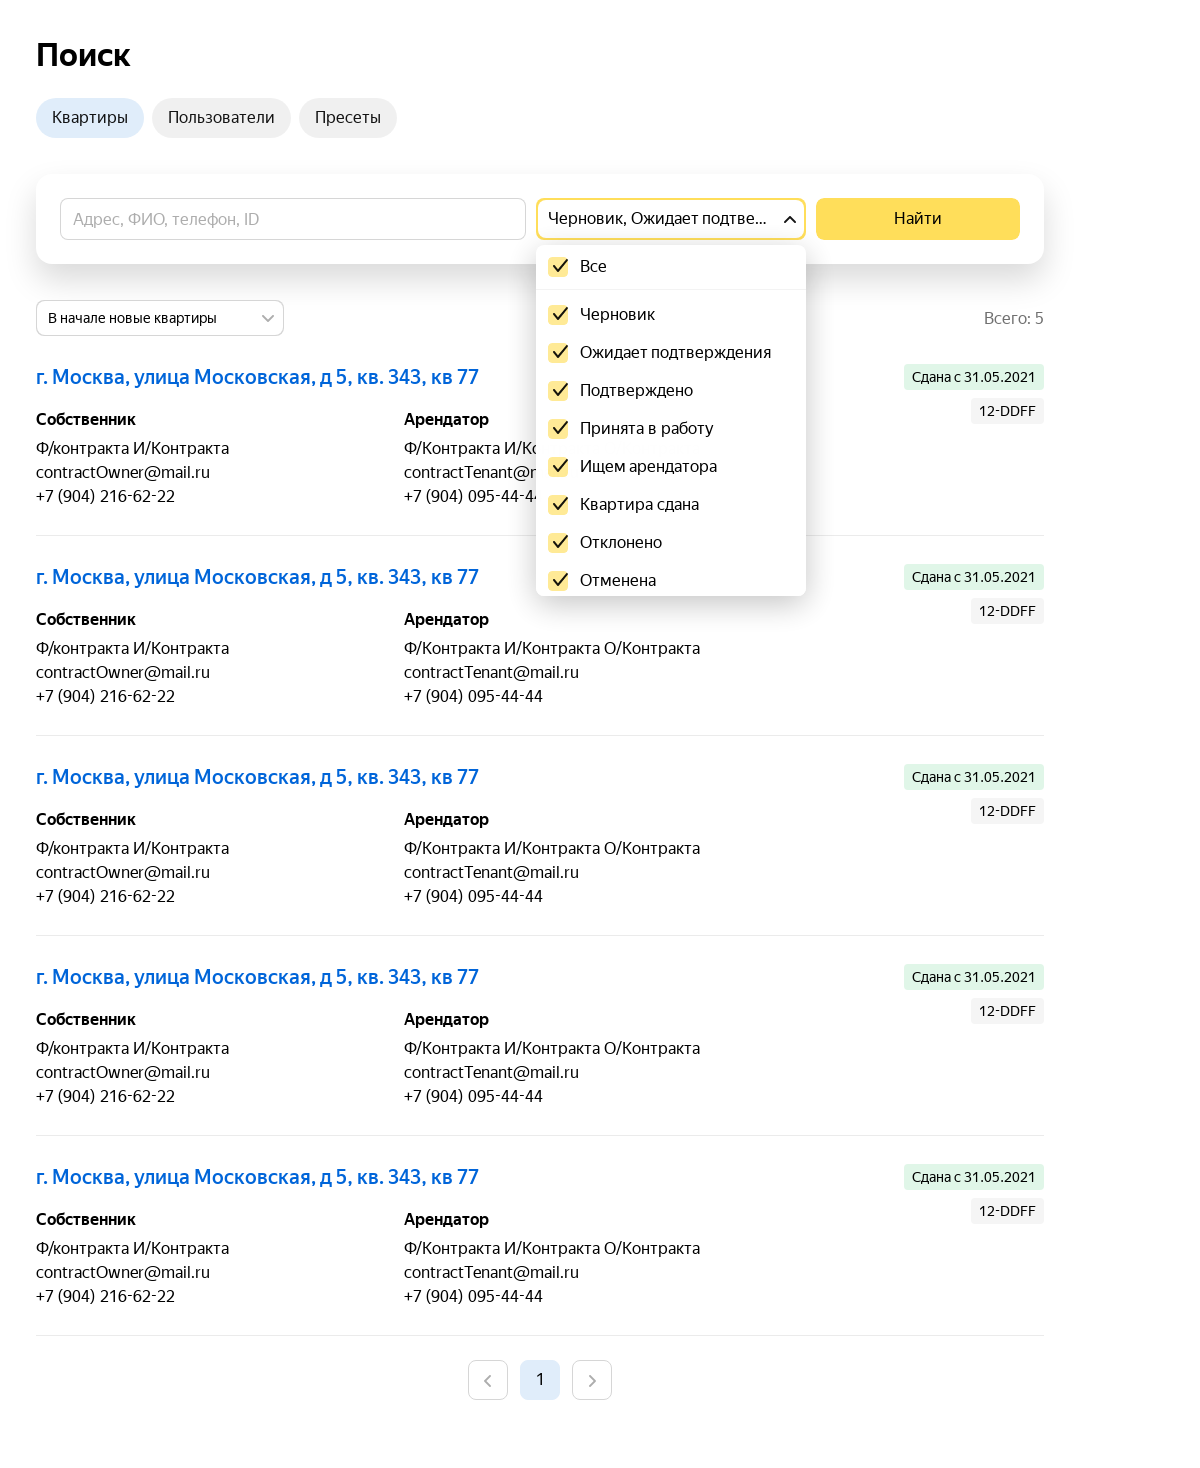 Поиск
Квартиры Пользователи Пресеты
Адрес, ФИО, телефон, ID Черновик, Ожидает подтве... Найти
Все
Черновик
Ожидает подтверждения
Подтверждено
Принята в работу
Ищем арендатора
Квартира сдана
Отклонено
Отменена
В начале новые квартиры Всего: 5
г. Москва, улица Московская, д 5, кв. 343, кв 77 Сдана с 31.05.2021
12-DDFF
Собственник Арендатор
Ф/контракта И/Контракта Ф/Контракта И/Ко
contractOwner@mail.ru contractTenant@
+7 (904) 216-62-22 +7 (904) 095-44-44
г. Москва, улица Московская, д 5, кв. 343, кв 77 Сдана с 31.05.2021
12-DDFF
Собственник Арендатор
Ф/контракта И/Контракта Ф/Контракта И/Контракта О/Контракта
contractOwner@mail.ru contractTenant@mail.ru
+7 (904) 216-62-22 +7 (904) 095-44-44
г. Москва, улица Московская, д 5, кв. 343, кв 77 Сдана с 31.05.2021
12-DDFF
Собственник Арендатор
Ф/контракта И/Контракта Ф/Контракта И/Контракта О/Контракта
contractOwner@mail.ru contractTenant@mail.ru
+7 (904) 216-62-22 +7 (904) 095-44-44
г. Москва, улица Московская, д 5, кв. 343, кв 77 Сдана с 31.05.2021
12-DDFF
Собственник Арендатор
Ф/контракта И/Контракта Ф/Контракта И/Контракта О/Контракта
contractOwner@mail.ru contractTenant@mail.ru
+7 (904) 216-62-22 +7 (904) 095-44-44
г. Москва, улица Московская, д 5, кв. 343, кв 77 Сдана с 31.05.2021
12-DDFF
Собственник Арендатор
Ф/контракта И/Контракта Ф/Контракта И/Контракта О/Контракта
contractOwner@mail.ru contractTenant@mail.ru
+7 (904) 216-62-22 +7 (904) 095-44-44
1